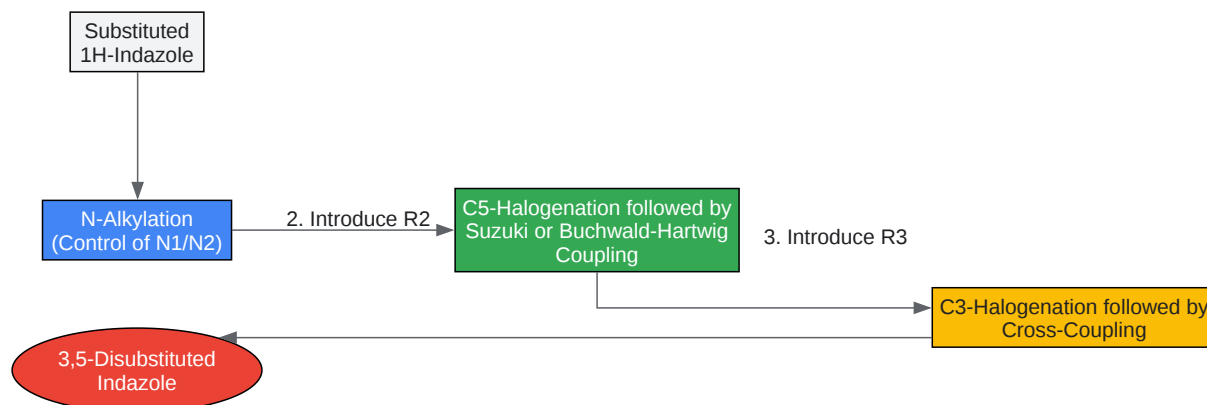 Substituted
1H-Indazole
N-Alkylation
(Control of N1/N2)
2. Introduce R2
C5-Halogenation followed by
Suzuki or Buchwald-Hartwig
Coupling
3. Introduce R3
C3-Halogenation followed by
Cross-Coupling
3,5-Disubstituted
Indazole